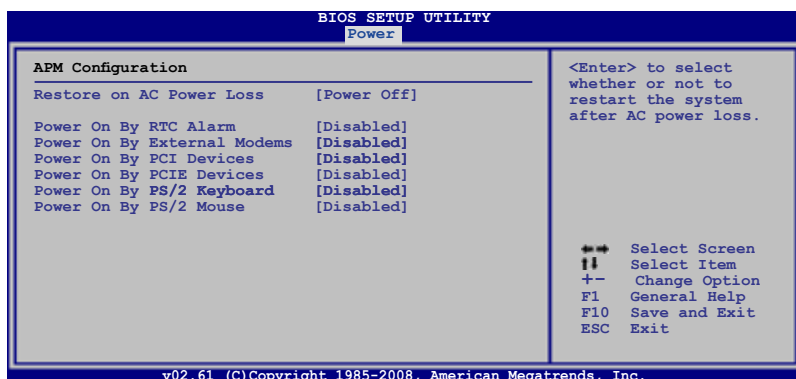 BIOS SETUP UTILITY
Power
APM Configuration
Restore on AC Power Loss [Power Off]
Power On By RTC Alarm [Disabled]
Power On By External Modems [Disabled]
Power On By PCI Devices [Disabled]
Power On By PCIE Devices [Disabled]
Power On By PS/2 Keyboard [Disabled]
Power On By PS/2 Mouse [Disabled]
<Enter> to select
whether or not to
restart the system
after AC power loss.
←→ Select Screen
↑↓ Select Item
+- Change Option
F1 General Help
F10 Save and Exit
ESC Exit
v02.61 (C)Copyright 1985-2008, American Megatrends, Inc.